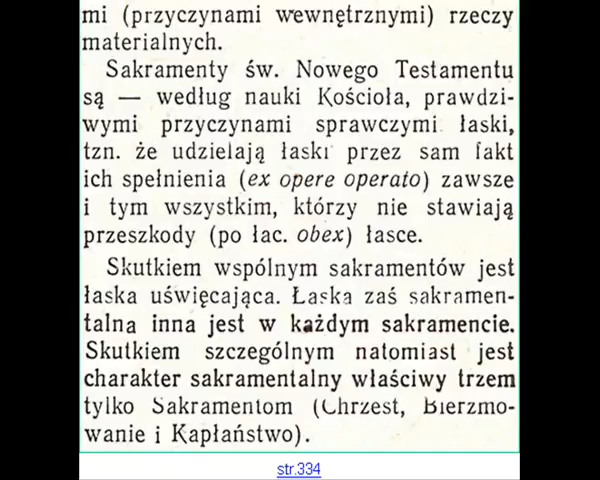 mi (przyczynami wewnętrznymi) rzeczy
materialnych.
Sakramenty św. Nowego Testamentu
są — według nauki Kościoła, prawdzi-
wymi przyczynami sprawczymi łaski,
tzn. że udzielają łaski przez sam fakt
ich spełnienia (ex opere operato) zawsze
i tym wszystkim, którzy nie stawiają
przeszkody (po łac. obex) łasce.
Skutkiem wspólnym sakramentów jest
łaska uświęcająca. Łaska zaś sakramen-
talna inna jest w każdym sakramencie.
Skutkiem szczególnym natomiast jest
charakter sakramentalny właściwy trzem
tylko Sakramentom (Chrzest, Bierzmo-
wanie i Kapłaństwo).
str.334